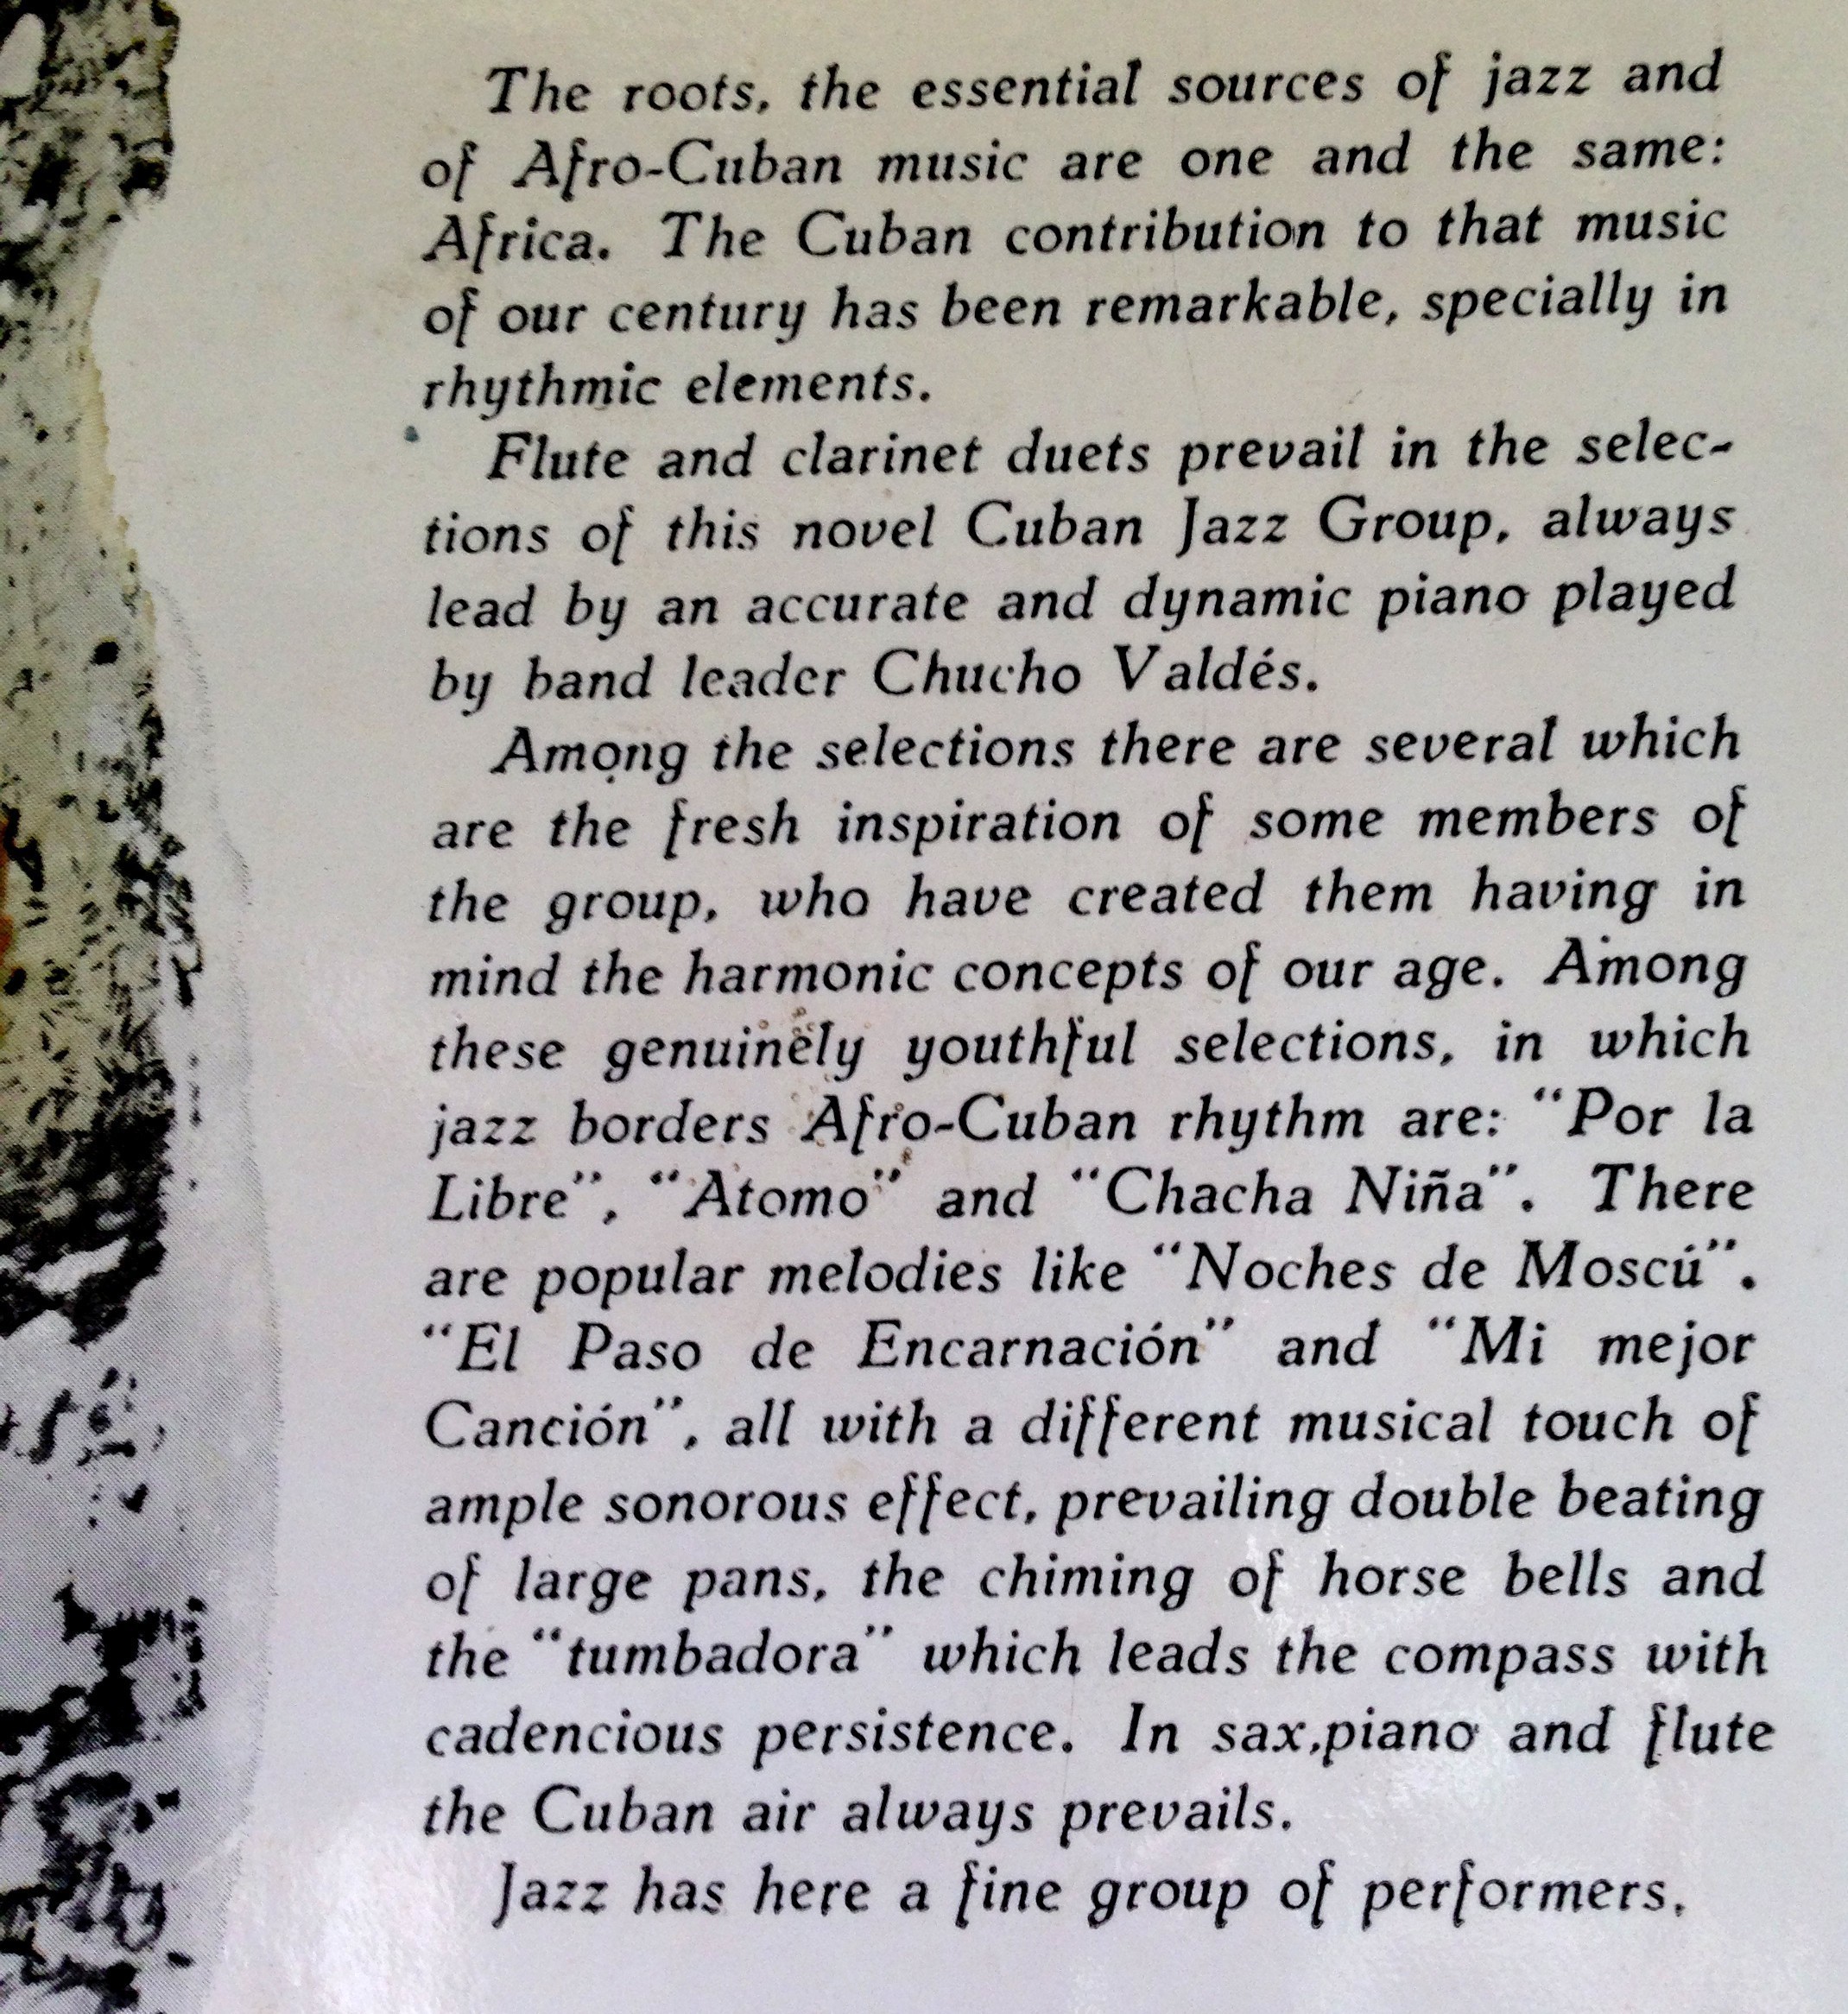 The roots, the essential sources of jazz and
of Afro-Cuban music are one and the same:
Africa. The Cuban contribution to that music
of our century has been remarkable, specially in
rhythmic elements.
Flute and clarinet duets prevail in the selec-
tions of this novel Cuban Jazz Group, always
lead by an accurate and dynamic piano played
by band leader Chucho Valdés.
Among the selections there are several which
are the fresh inspiration of some members of
the group, who have created them having in
mind the harmonic concepts of our age. Among
these genuinely youthful selections, in which
jazz borders Afro-Cuban rhythm are: "Por la
Libre", "Atomo" and "Chacha Niña". There
are popular melodies like "Noches de Moscú".
"El Paso de Encarnación" and "Mi mejor
Canción", all with a different musical touch of
ample sonorous effect, prevailing double beating
of large pans, the chiming of horse bells and
the "tumbadora" which leads the compass with
cadencious persistence. In sax,piano and flute
the Cuban air always prevails.
Jazz has here a fine group of performers.